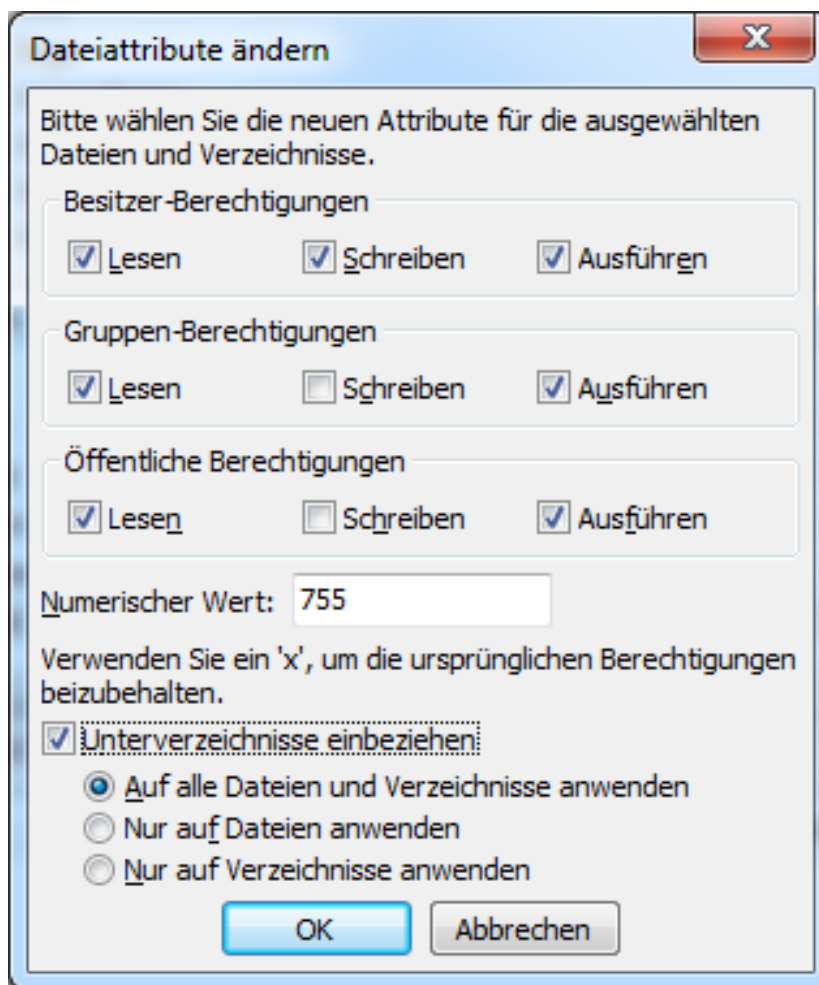 Dateiattribute ändern
Bitte wählen Sie die neuen Attribute für die ausgewählten
Dateien und Verzeichnisse.
Besitzer-Berechtigungen
Lesen Schreiben Ausführen
Gruppen-Berechtigungen
Lesen Schreiben Ausführen
Öffentliche Berechtigungen
Lesen Schreiben Ausführen
Numerischer Wert: 755
Verwenden Sie ein 'x', um die ursprünglichen Berechtigungen
beizubehalten.
Unterverzeichnisse einbeziehen
Auf alle Dateien und Verzeichnisse anwenden
Nur auf Dateien anwenden
Nur auf Verzeichnisse anwenden
OK Abbrechen